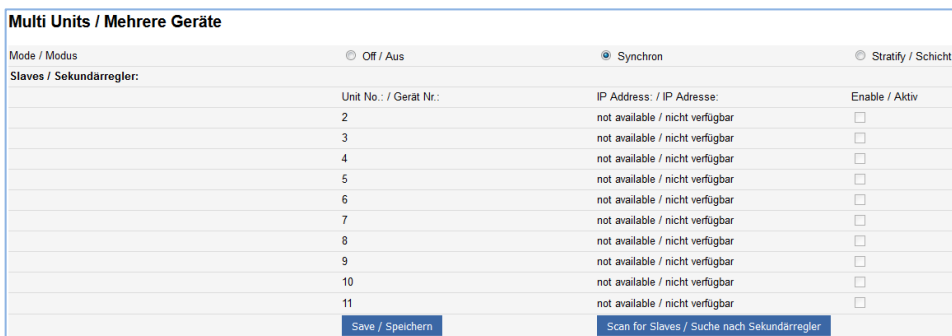 Multi Units / Mehrere Geräte
Mode / Modus Off / Aus Synchron Stratify / Schicht
Slaves / Sekundärregler:
Unit No.: / Gerät Nr.: IP Address: / IP Adresse: Enable / Aktiv
2 not available / nicht verfügbar
3 not available / nicht verfügbar
4 not available / nicht verfügbar
5 not available / nicht verfügbar
6 not available / nicht verfügbar
7 not available / nicht verfügbar
8 not available / nicht verfügbar
9 not available / nicht verfügbar
10 not available / nicht verfügbar
11 not available / nicht verfügbar
Save / Speichern Scan for Slaves / Suche nach Sekundärregler